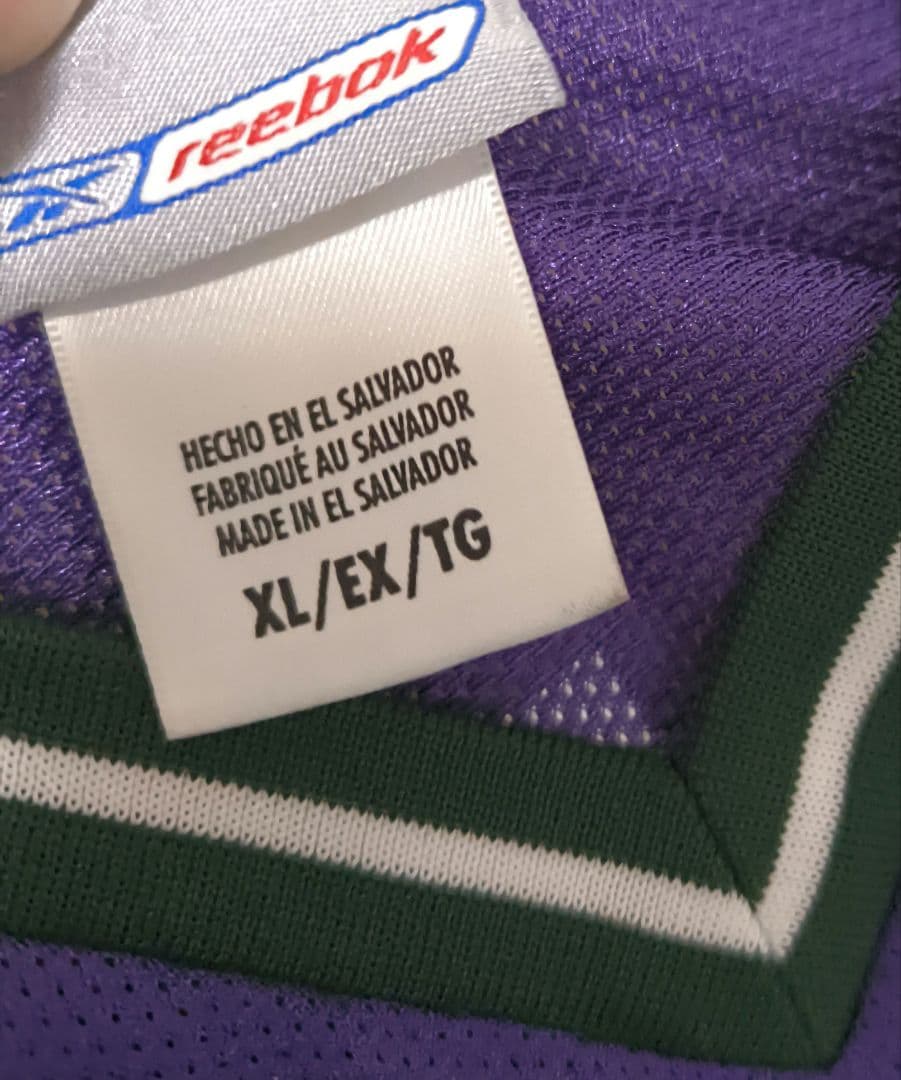 reebok
HECHO EN EL SALVADOR
FABRIQUÉ AU SALVADOR
MADE IN EL SALVADOR
XL/EX/TG